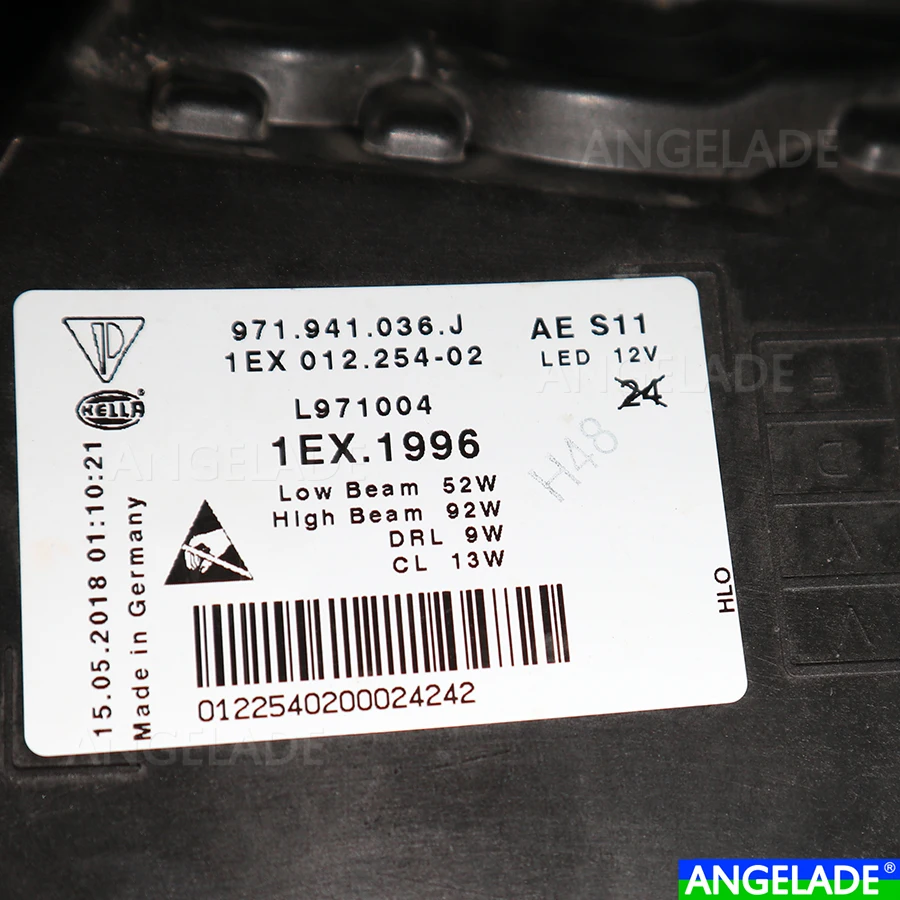 ANGELADE
971.941.036.J
AE S11
1EX 012.254-02
LED 12V
ANGELADE
HELLA
L971004
24
1EX.1996
H48
ANGELADE
Low Beam 52W
High Beam 92W
DRL 9W
CL 13W
15.05.2018 01:10:21
Made in Germany
HLO
0122540200024242
ANGELADE
ANGELADE®